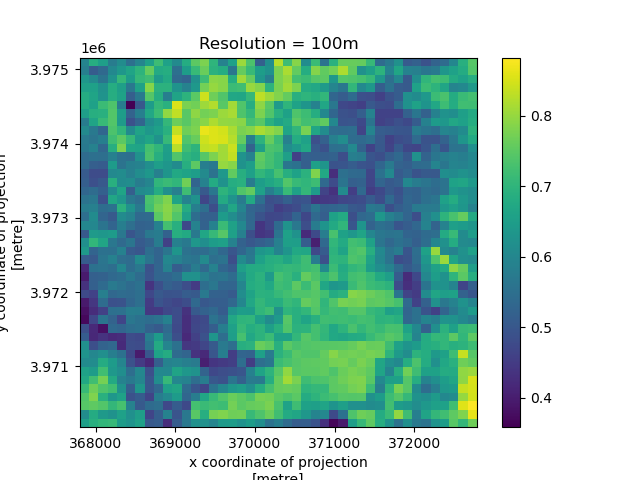 Resolution = 100m
1e6
3.975
3.974
3.973
3.972
3.971
y coordinate of projection
[metre]
368000 369000 370000 371000 372000
x coordinate of projection
[metre]
0.8
0.7
0.6
0.5
0.4